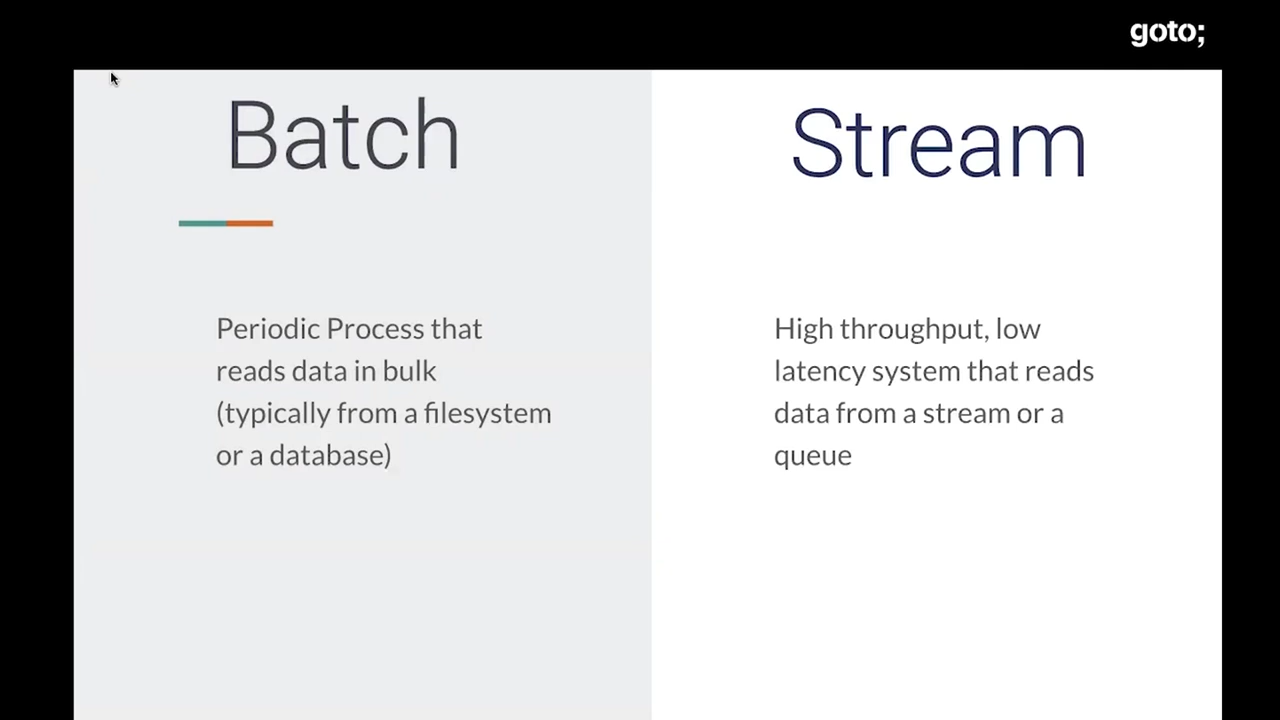 goto;
Batch
Periodic Process that
reads data in bulk
(typically from a filesystem
or a database)
Stream
High throughput, low
latency system that reads
data from a stream or a
queue